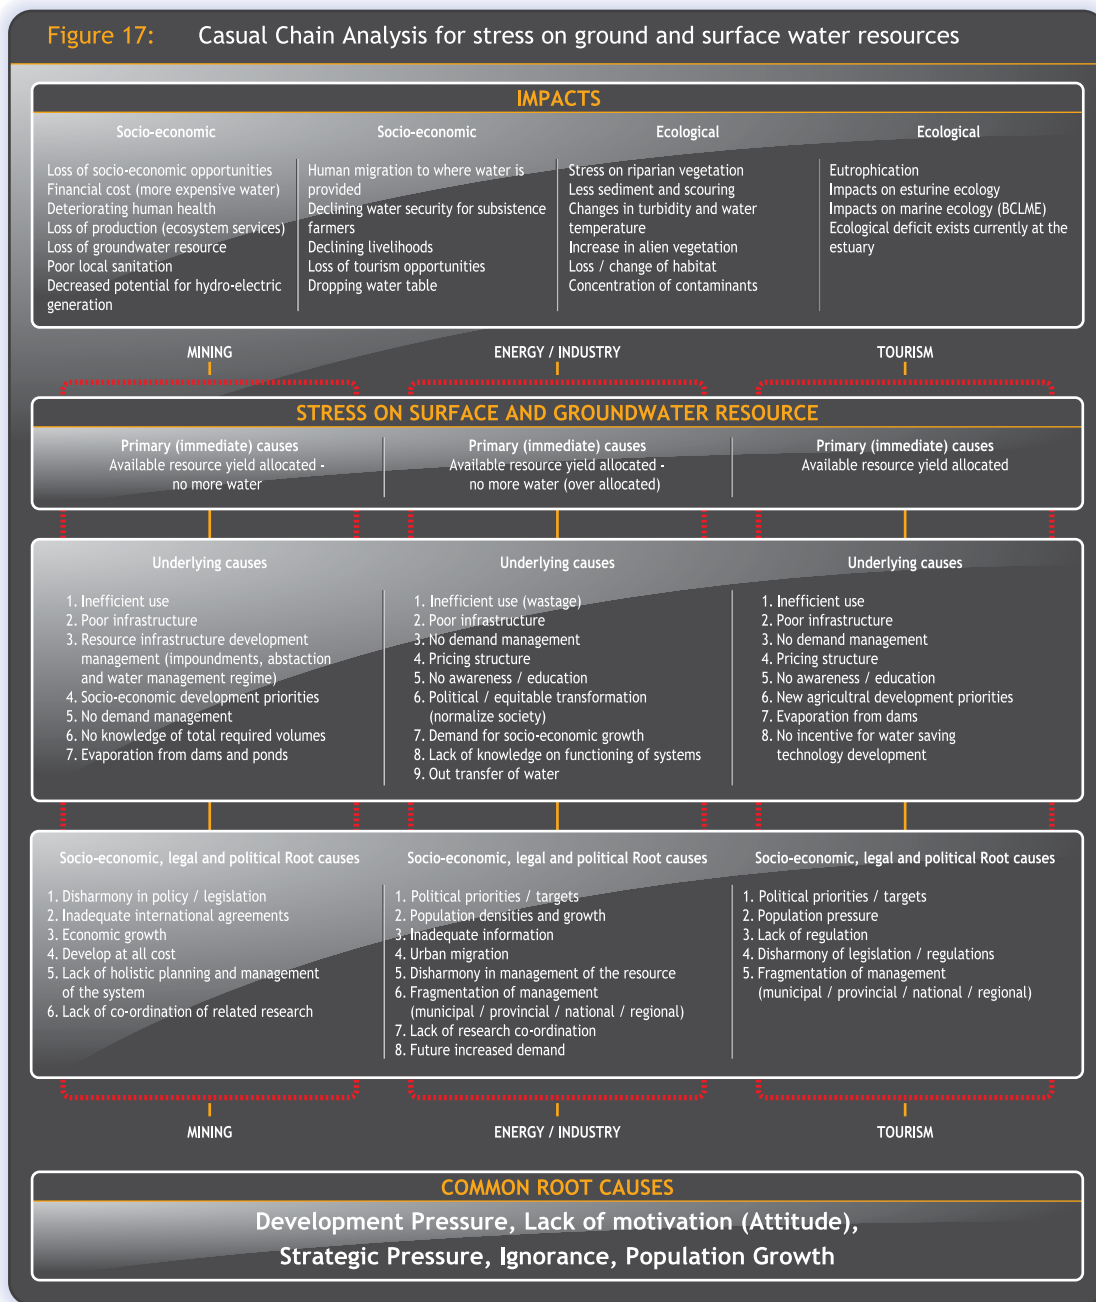 Figure 17: Casual Chain Analysis for stress on ground and surface water resources
IMPACTS
Socio-economic
Loss of socio-economic opportunities
Financial cost (more expensive water)
Deteriorating human health
Loss of production (ecosystem services)
Loss of groundwater resource
Poor local sanitation
Decreased potential for hydro-electric
generation
Socio-economic
Human migration to where water is
provided
Declining water security for subsistence
farmers
Declining livelihoods
Loss of tourism opportunities
Dropping water table
Ecological
Stress on riparian vegetation
Less sediment and scouring
Changes in turbidity and water
temperature
Increase in alien vegetation
Loss / change of habitat
Concentration of contaminants
Ecological
Eutrophication
Impacts on esturine ecology
Impacts on marine ecology (BCLME)
Ecological deficit exists currently at the
estuary
MINING
ENERGY / INDUSTRY
TOURISM
STRESS ON SURFACE AND GROUNDWATER RESOURCE
Primary (immediate) causes
Available resource yield allocated -
no more water
Primary (immediate) causes
Available resource yield allocated -
no more water (over allocated)
Primary (immediate) causes
Available resource yield allocated
Underlying causes
1. Inefficient use
2. Poor infrastructure
3. Resource infrastructure development
management (impoundments, abstaction
and water management regime)
4. Socio-economic development priorities
5. No demand management
6. No knowledge of total required volumes
7. Evaporation from dams and ponds
Underlying causes
1. Inefficient use (wastage)
2. Poor infrastructure
3. No demand management
4. Pricing structure
5. No awareness / education
6. Political / equitable transformation
(normalize society)
7. Demand for socio-economic growth
8. Lack of knowledge on functioning of systems
9. Out transfer of water
Underlying causes
1. Inefficient use
2. Poor infrastructure
3. No demand management
4. Pricing structure
5. No awareness / education
6. New agricultral development priorities
7. Evaporation from dams
8. No incentive for water saving
technology development
Socio-economic, legal and political Root causes
1. Disharmony in policy / legislation
2. Inadequate international agreements
3. Economic growth
4. Develop at all cost
5. Lack of holistic planning and management
of the system
6. Lack of co-ordination of related research
Socio-economic, legal and political Root causes
1. Political priorities / targets
2. Population densities and growth
3. Inadequate information
4. Urban migration
5. Disharmony in management of the resource
6. Fragmentation of management
(municipal / provincial / national / regional)
7. Lack of research co-ordination
8. Future increased demand
Socio-economic, legal and political Root causes
1. Political priorities / targets
2. Population pressure
3. Lack of regulation
4. Disharmony of legislation / regulations
5. Fragmentation of management
(municipal / provincial / national / regional)
MINING
ENERGY / INDUSTRY
TOURISM
COMMON ROOT CAUSES
Development Pressure, Lack of motivation (Attitude),
Strategic Pressure, Ignorance, Population Growth